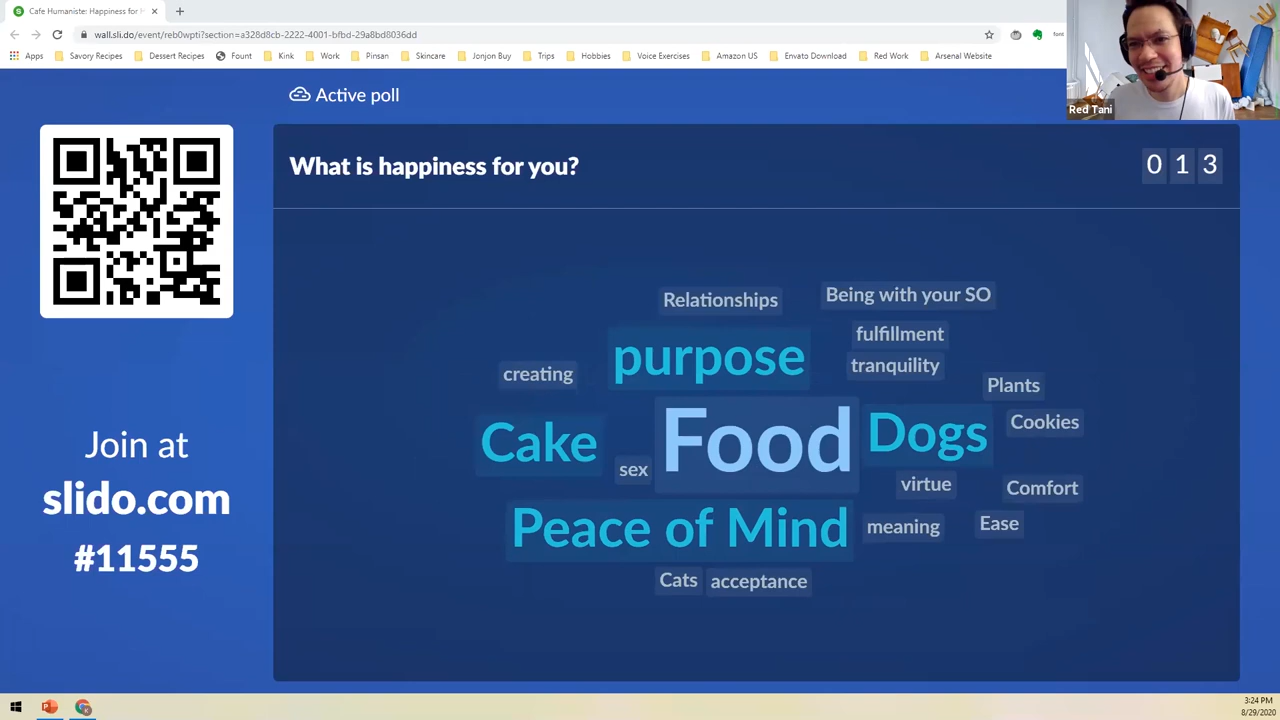 Cafe Humaniste: Happiness for H
wall.sli.do/event/reb0wpti?section=a328d8cb-2222-4001-bfbd-29a8bd8036dd
Apps Savory Recipes Dessert Recipes Fount Kink Work Pinsan Skincare Jonjon Buy Trips Hobbies Voice Exercises Amazon US Envato Download Red Work Arsenal Website
Red Tani
Active poll
What is happiness for you?
013
Relationships
Being with your SO
fulfillment
purpose
tranquility
creating
Plants
Cookies
Cake
Food
Dogs
sex
virtue
Comfort
Peace of Mind
meaning
Ease
Cats
acceptance
Join at
slido.com
#11555
3:24 PM
8/29/2020